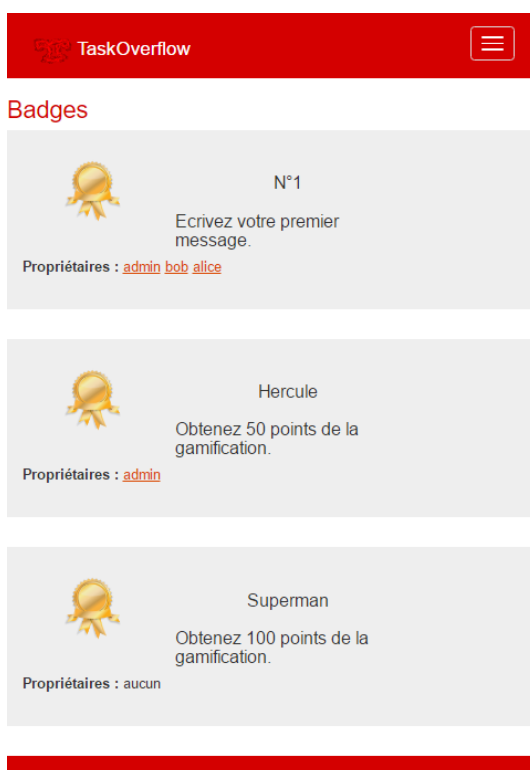 TaskOverflow
Badges
N°1
Ecrivez votre premier
message.
Propriétaires : admin bob alice
Hercule
Obtenez 50 points de la
gamification.
Propriétaires : admin
Superman
Obtenez 100 points de la
gamification.
Propriétaires : aucun